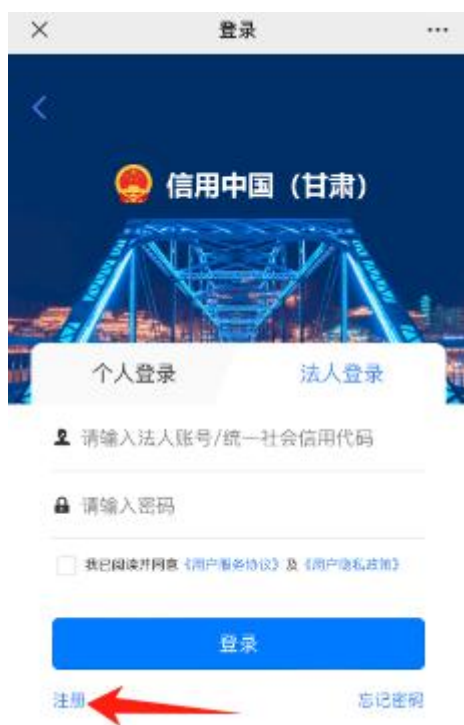 登录
信用中国（甘肃）
个人登录 法人登录
请输入法人账号/统一社会信用代码
请输入密码
我已阅读并同意《用户服务协议》及《用户隐私政策》
登录
注册 忘记密码